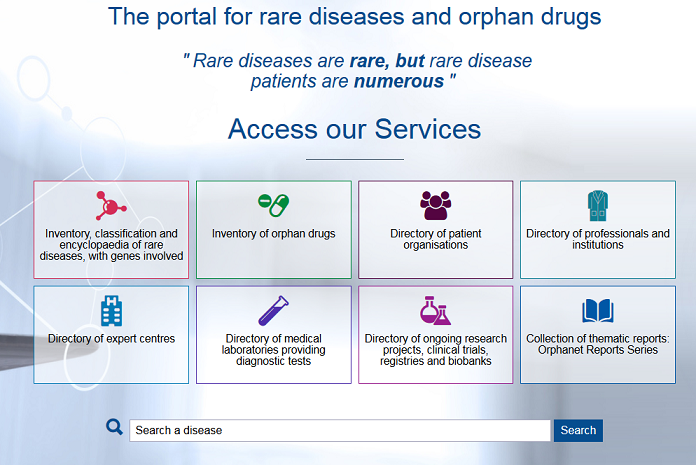 The portal for rare diseases and orphan drugs
" Rare diseases are rare, but rare disease
patients are numerous "
Access our Services
Inventory, classification and
encyclopaedia of rare
diseases, with genes involved
Inventory of orphan drugs
Directory of patient
organisations
Directory of professionals and
institutions
Directory of expert centres
Directory of medical
laboratories providing
diagnostic tests
Directory of ongoing research
projects, clinical trials,
registries and biobanks
Collection of thematic reports:
Orphanet Reports Series
Search a disease
Search